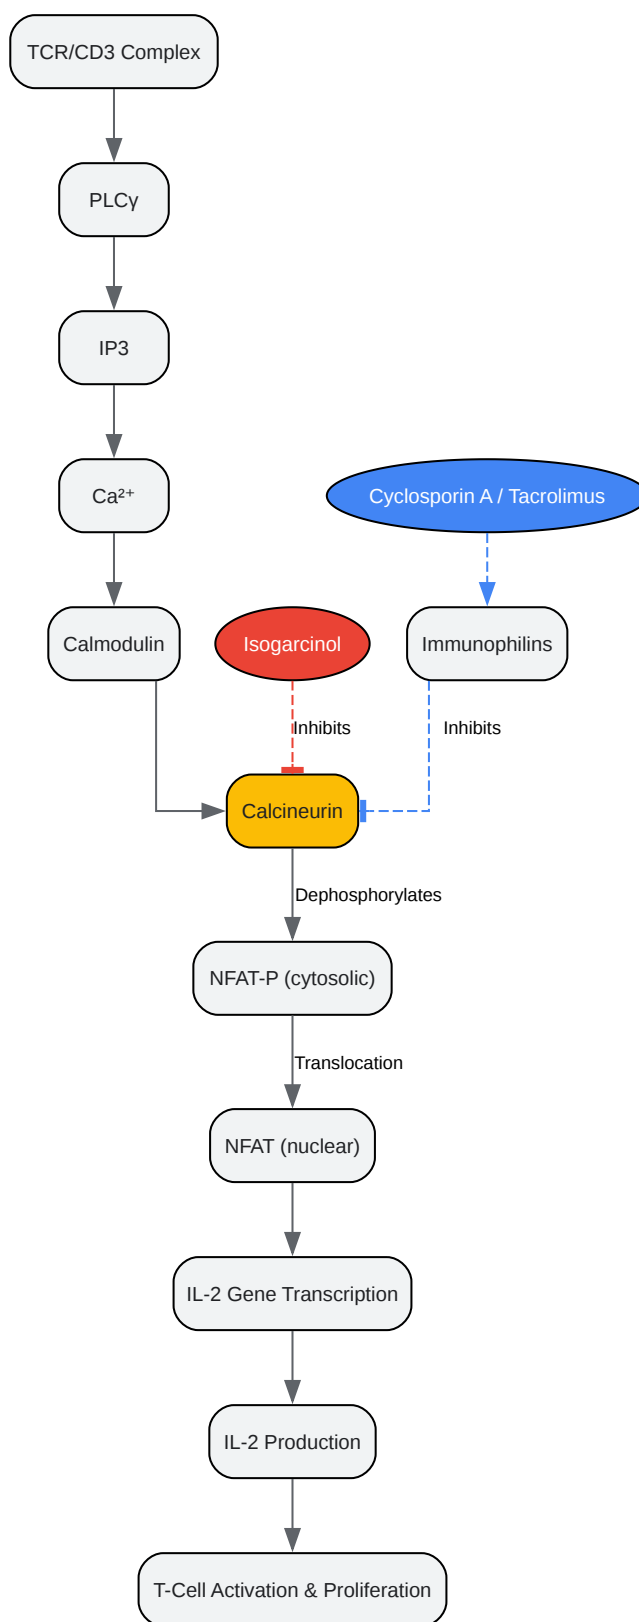 TCR/CD3 Complex
PLCγ
IP3
Ca²⁺
Cyclosporin A / Tacrolimus
Calmodulin
Isogarcinol
Immunophilins
Inhibits
Inhibits
Calcineurin
Dephosphorylates
NFAT-P (cytosolic)
Translocation
NFAT (nuclear)
IL-2 Gene Transcription
IL-2 Production
T-Cell Activation & Proliferation